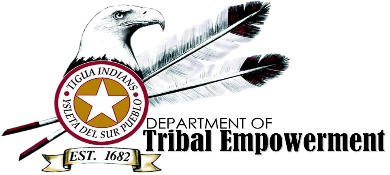 TIGUA INDIANS
YSLETA DEL SUR PUEBLO
EST. 1682
DEPARTMENT OF
Tribal Empowerment